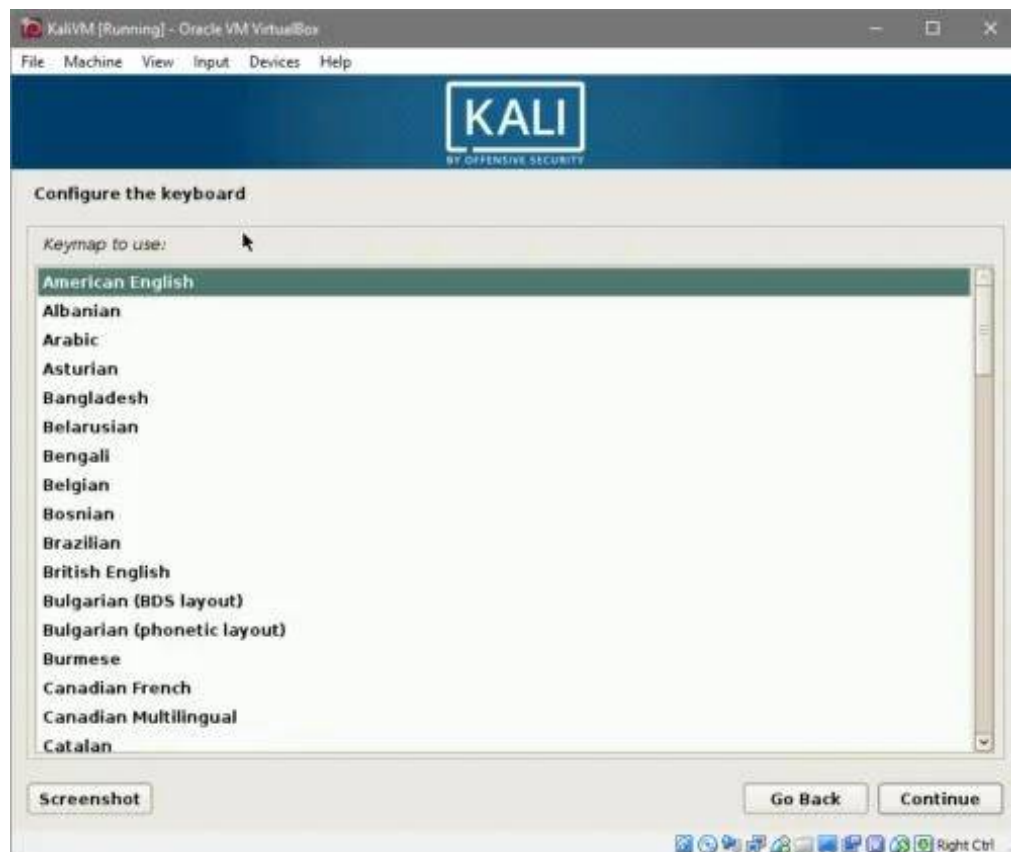 KaliVM [Running] - Oracle VM VirtualBox
File Machine View Input Devices Help
KALI
BY OFFENSIVE SECURITY
Configure the keyboard
Keymap to use:
American English
Albanian
Arabic
Asturian
Bangladesh
Belarusian
Bengali
Belgian
Bosnian
Brazilian
British English
Bulgarian (BDS layout)
Bulgarian (phonetic layout)
Burmese
Canadian French
Canadian Multilingual
Catalan
Screenshot Go Back Continue
Right Ctrl